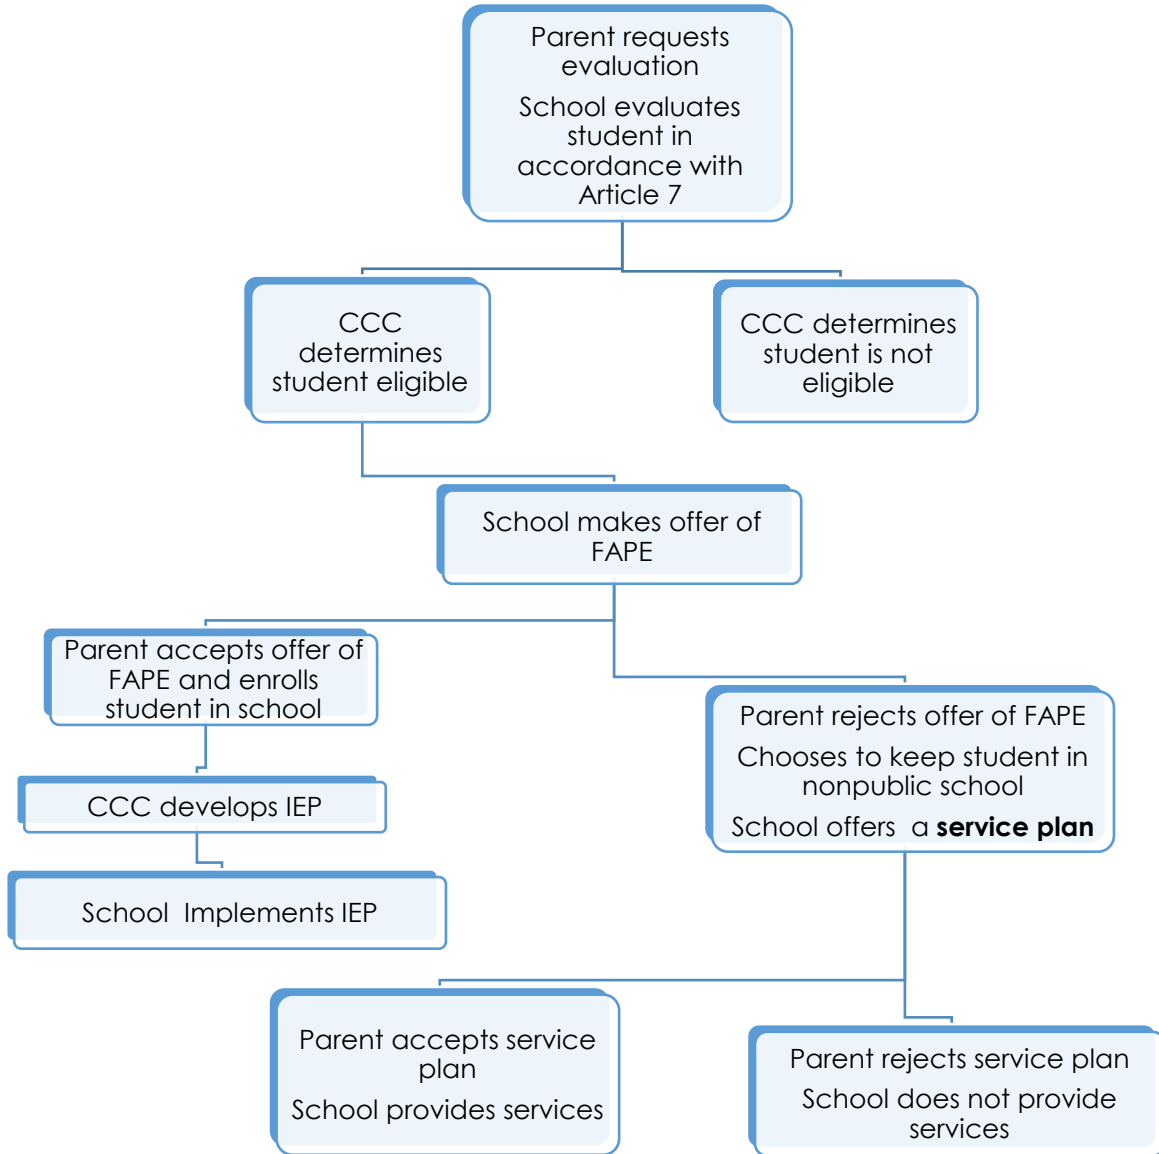 Parent requests
evaluation
School evaluates
student in
accordance with
Article 7
CCC
determines
student eligible
CCC determines
student is not
eligible
School makes offer of
FAPE
Parent accepts offer of
FAPE and enrolls
student in school
Parent rejects offer of FAPE
Chooses to keep student in
nonpublic school
School offers  a service plan
CCC develops IEP
School  Implements IEP
Parent accepts service
plan
School provides services
Parent rejects service plan
School does not provide
services